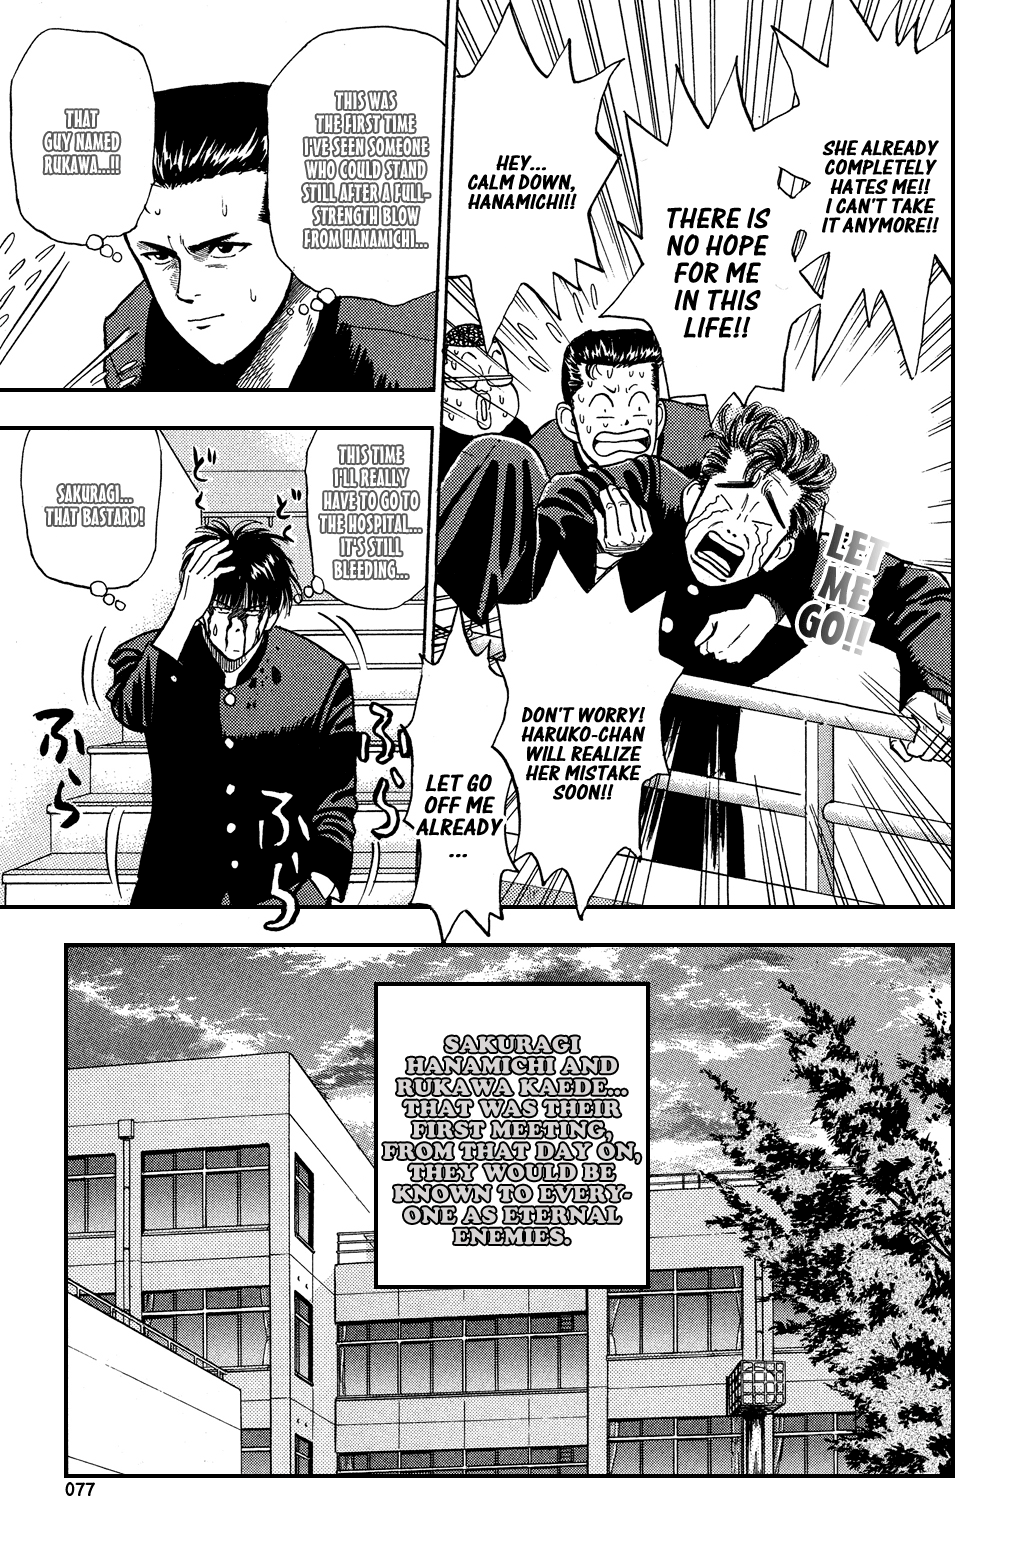 SHE ALREADY
COMPLETELY
HATES ME!!
I CAN'T TAKE
IT ANYMORE!!
THERE IS
NO HOPE
FOR ME
IN THIS
LIFE!!
HEY...
CALM DOWN,
HANAMICHI!!
LET
ME
GO!!
DON'T WORRY!
HARUKO-CHAN
WILL REALIZE
HER MISTAKE
SOON!!
LET GO
OFF ME
ALREADY
...
THIS WAS
THE FIRST TIME
I'VE SEEN SOMEONE
WHO COULD STAND
STILL AFTER A FULL-
STRENGTH BLOW
FROM HANAMICHI...
THAT
GUY NAMED
RUKAWA...!!
THIS TIME
I'LL REALLY
HAVE TO GO TO
THE HOSPITAL...
IT'S STILL
BLEEDING...
SAKURAGI...
THAT BASTARD!
ど
ど
ど
ど
ふら
ふら
ふら
SAKURAGI
HANAMICHI AND
RUKAWA KAEDE...
THAT WAS THEIR
FIRST MEETING,
FROM THAT DAY ON,
THEY WOULD BE
KNOWN TO EVERY-
ONE AS ETERNAL
ENEMIES.
077